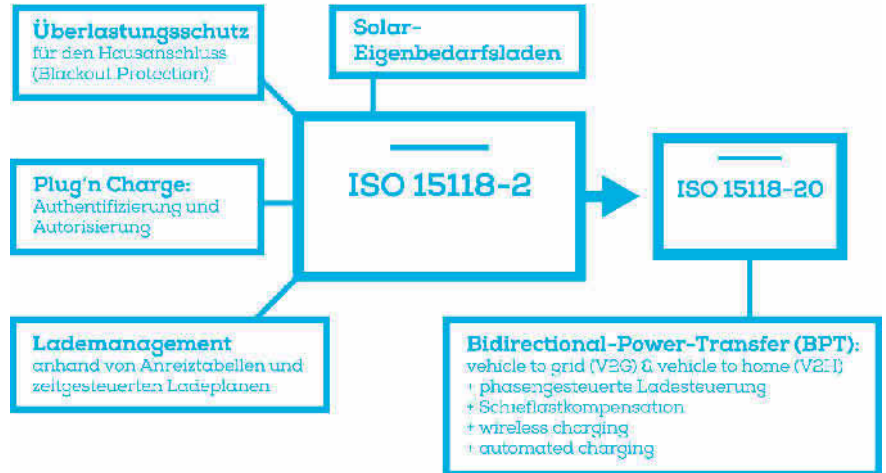 Überlastungsschutz
für den Hausanschluss
(Blackout Protection)
Solar-
Eigenbedarfsladen
Plug'n Charge:
Authentifizierung und
Autorisierung
ISO 15118-2
ISO 15118-20
Lademanagement
anhand von Anreiztabellen und
zeitgesteuerten Ladeplänen
Bidirectional-Power-Transfer (BPT):
vehicle to grid (V2G) & vehicle to home (V2H)
+ phasengesteuerte Ladesteuerung
+ Schieflastkompensation
+ wireless charging
+ automated charging